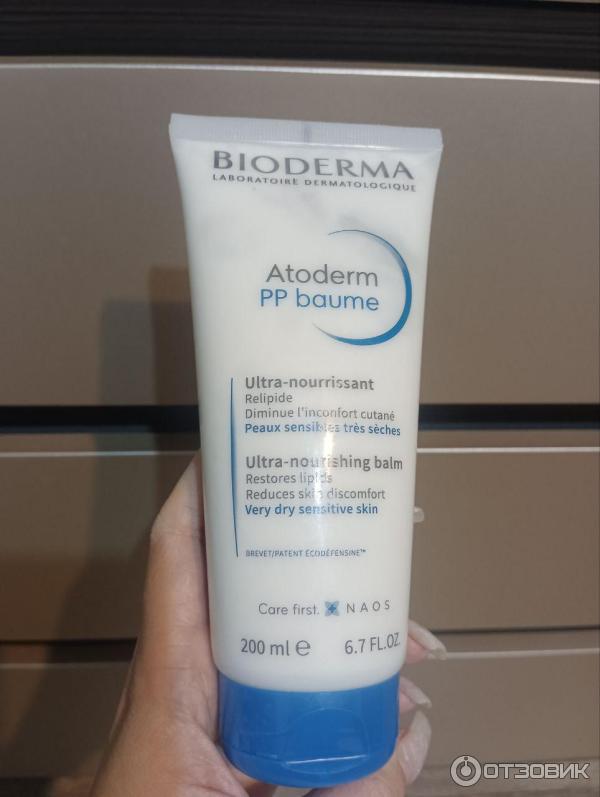 BIODERMA
LABORATOIRE DERMATOLOGIQUE
Atoderm
PP baume
Ultra-nourrissant
Relipide
Diminue l'inconfort cutané
Peaux sensibles très sèches
Ultra-nourishing balm
Restores lipids
Reduces skin discomfort
Very dry sensitive skin
BREVET/PATENT ÉCODÉFENSINE™
Care first. NAOS
200 ml ℮ 6.7 FL.OZ.
ОТЗОВИК